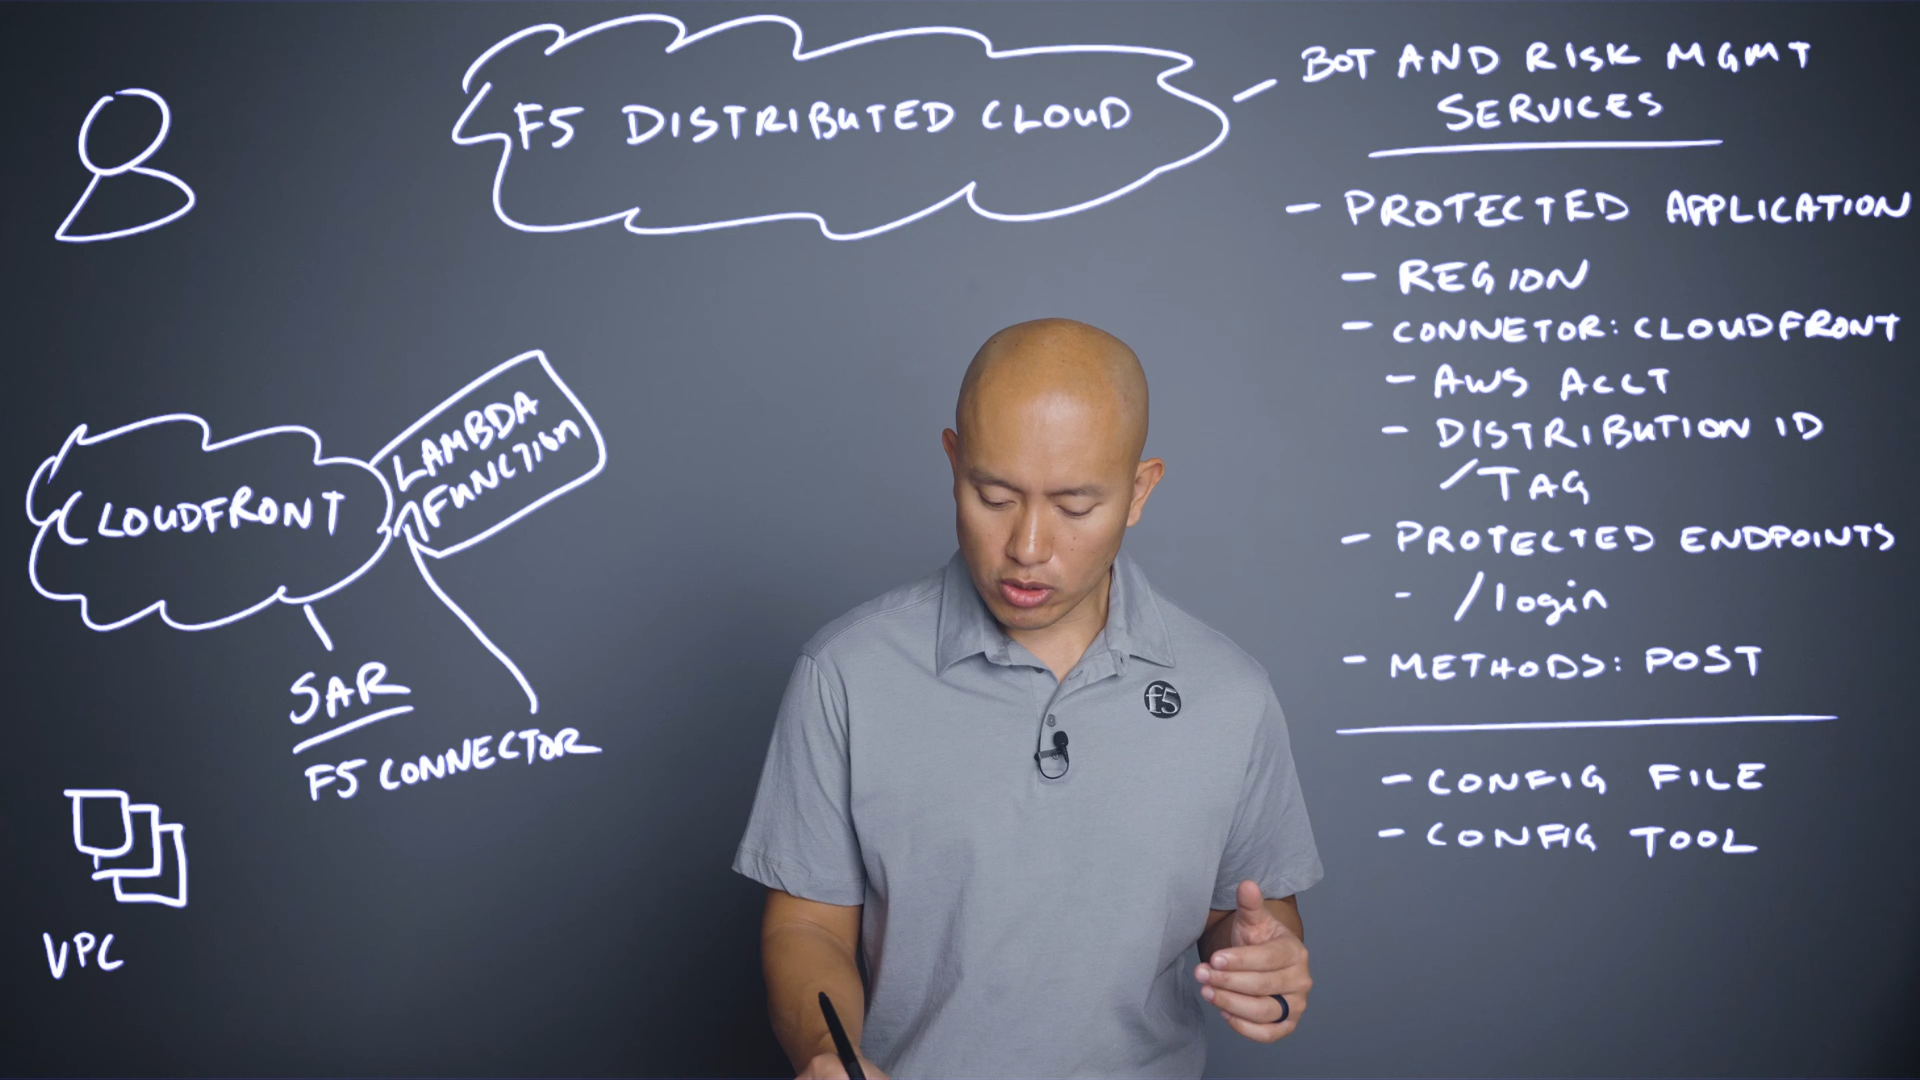 F5 DISTRIBUTED CLOUD
BOT AND RISK MGMT
SERVICES
- PROTECTED APPLICATION
- REGION
- CONNETOR: CLOUDFRONT
- AWS ACCT
- DISTRIBUTION ID
/TAG
- PROTECTED ENDPOINTS
- /login
- METHODS: POST
- CONFIG FILE
- CONFIG TOOL
LAMBDA
FUNCTION
CLOUDFRONT
SAR
F5 CONNECTOR
VPC
f5